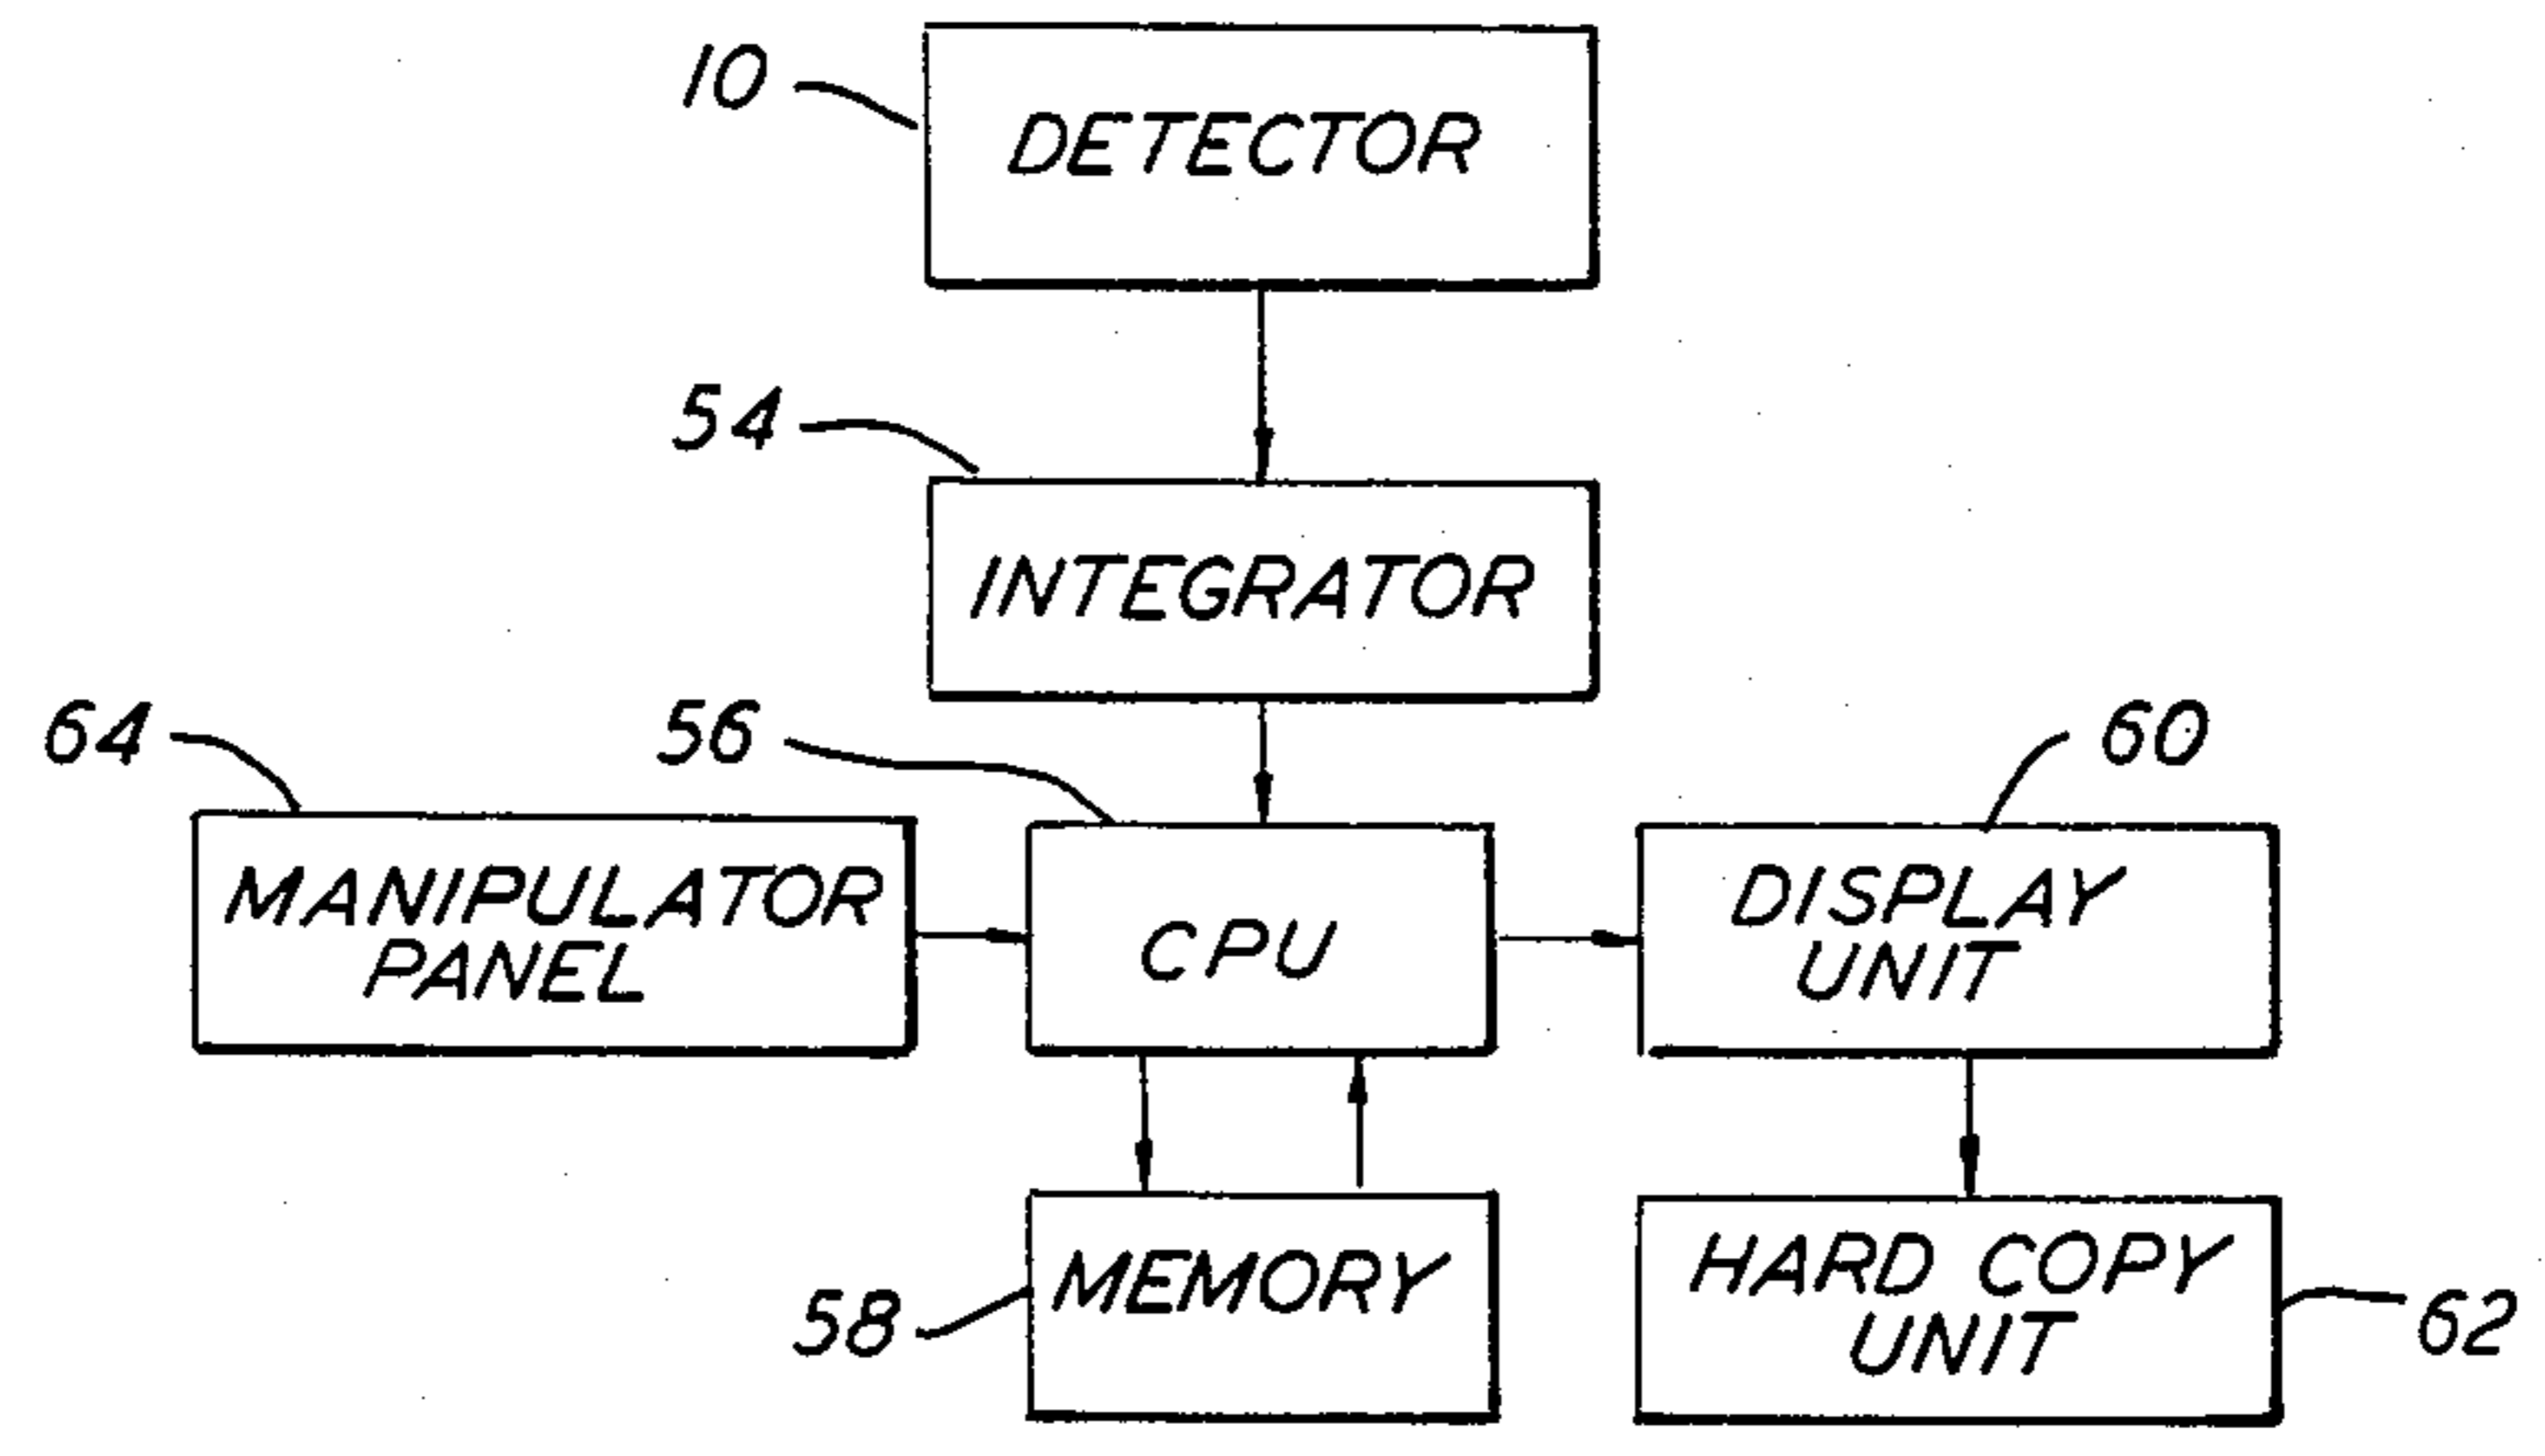 10
DETECTOR
54
INTEGRATOR
64
56
60
MANIPULATOR
PANEL
CPU
DISPLAY
UNIT
58
MEMORY
HARD COPY
UNIT
62